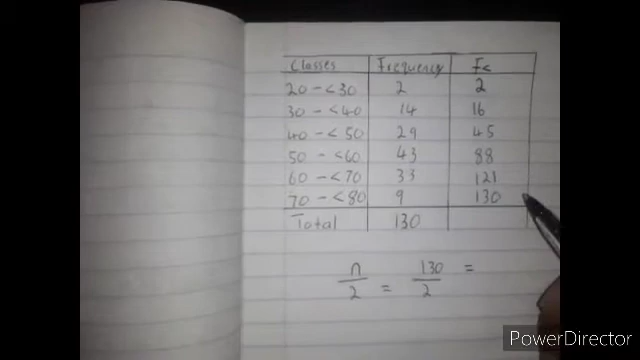 Classes Frequency F<
20 - <30 2 2
30 - <40 14 16
40 - <50 29 45
50 - <60 43 88
60 - <70 33 121
70 - <80 9 130
Total 130
n/2 = 130/2 =
PowerDirector